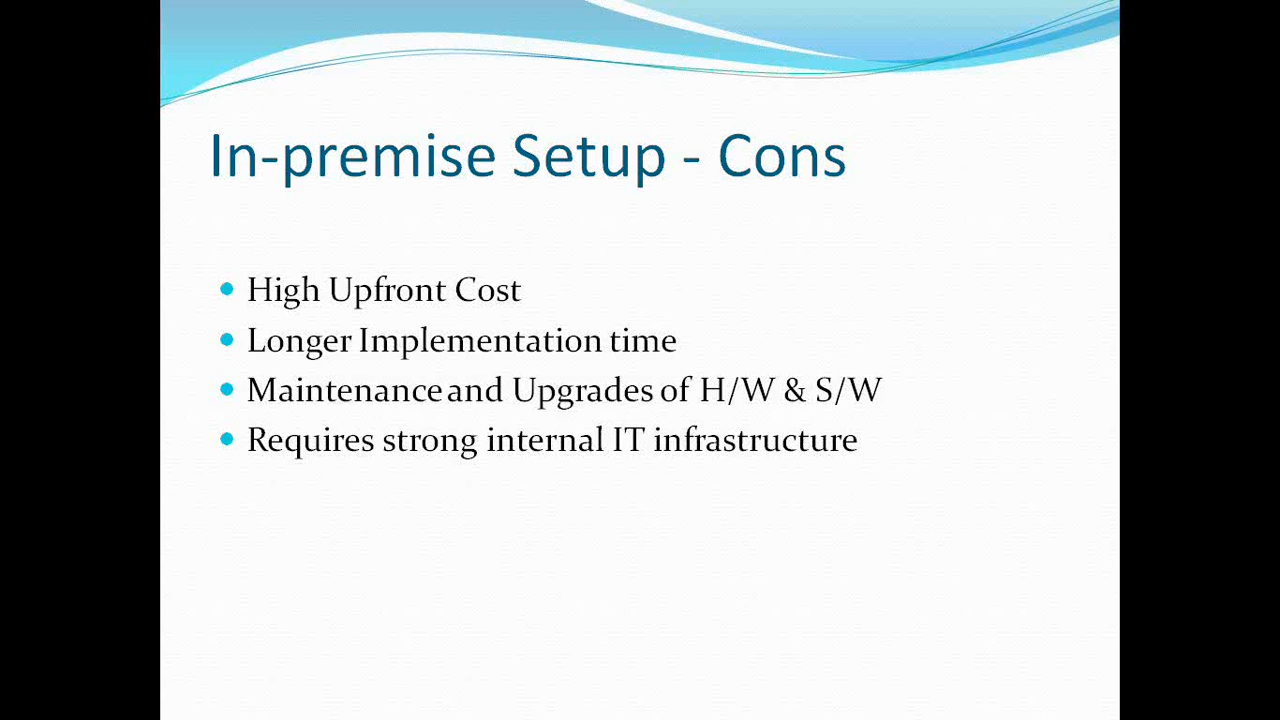 In-premise Setup - Cons
High Upfront Cost
Longer Implementation time
Maintenance and Upgrades of H/W & S/W
Requires strong internal IT infrastructure